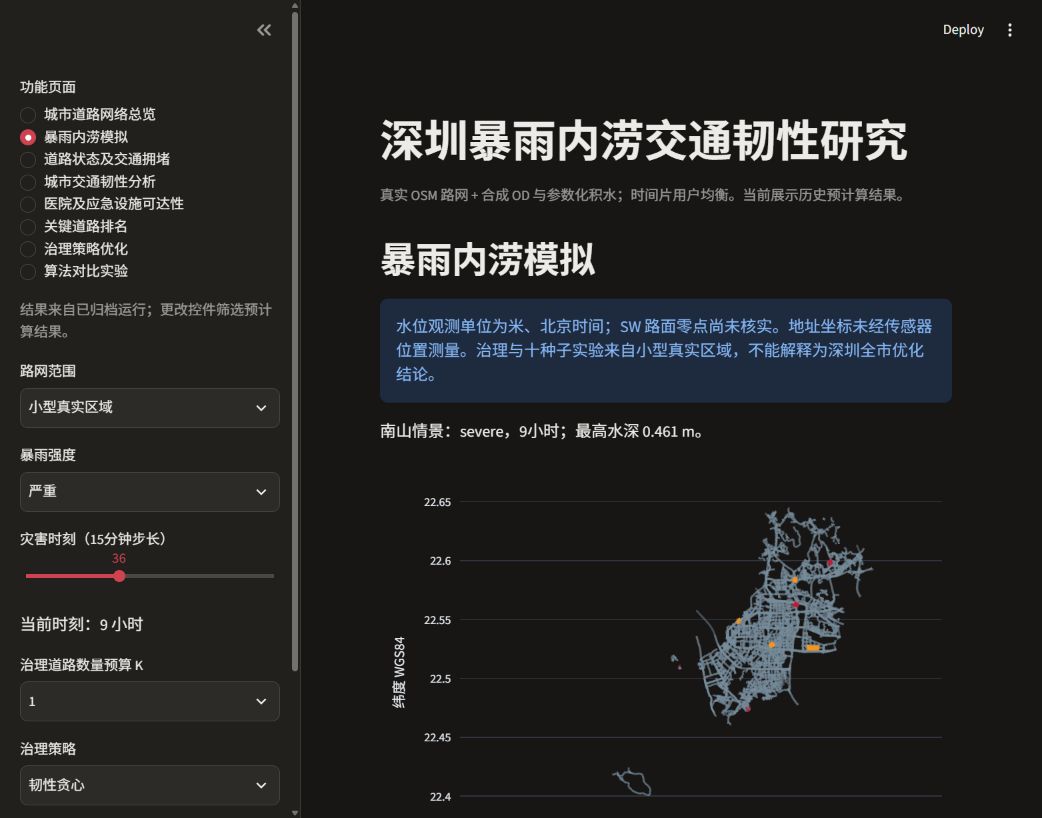 Deploy
功能页面
城市道路网络总览
暴雨内涝模拟
道路状态及交通拥堵
城市交通韧性分析
医院及应急设施可达性
关键道路排名
治理策略优化
算法对比实验
结果来自已归档运行；更改控件筛选预计
算结果。
路网范围
小型真实区域
暴雨强度
严重
灾害时刻（15分钟步长）
36
当前时刻：9 小时
治理道路数量预算 K
1
治理策略
韧性贪心
深圳暴雨内涝交通韧性研究
真实 OSM 路网 + 合成 OD 与参数化积水；时间片用户均衡。当前展示历史预计算结果。
暴雨内涝模拟
水位观测单位为米、北京时间；SW 路面零点尚未核实。地址坐标未经传感器
位置测量。治理与十种子实验来自小型真实区域，不能解释为深圳全市优化
结论。
南山情景：severe，9小时；最高水深 0.461 m。
22.65
22.6
22.55
22.5
22.45
22.4
纬度 WGS84